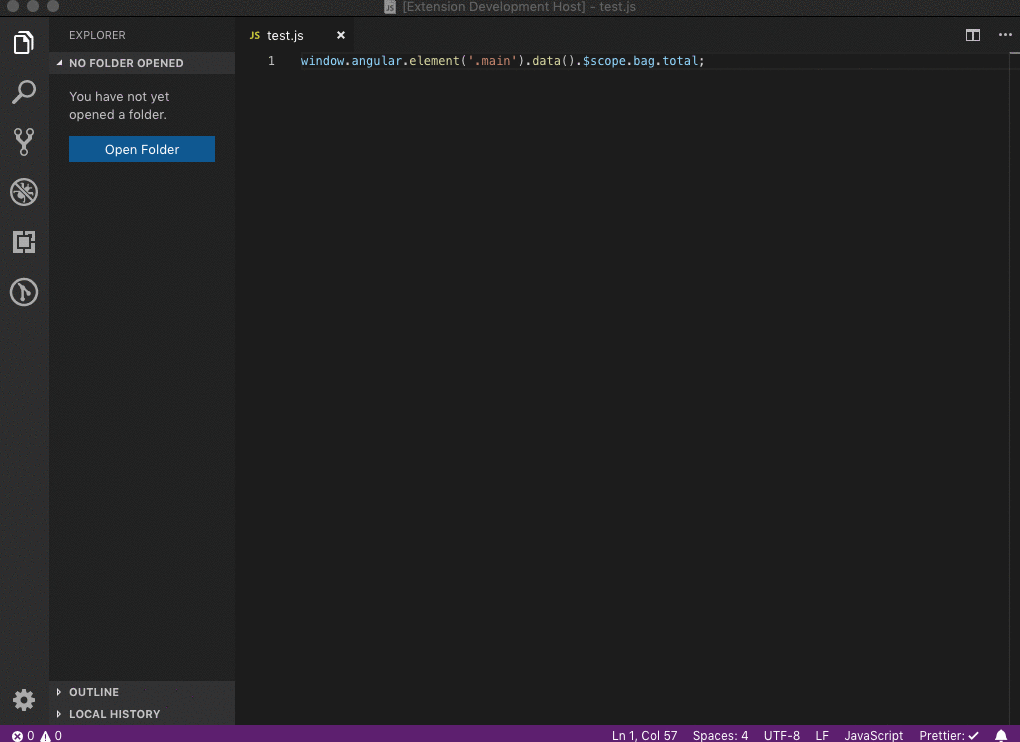 [Extension Development Host] - test.js
EXPLORER
NO FOLDER OPENED
You have not yet
opened a folder.
Open Folder
OUTLINE
LOCAL HISTORY
JS test.js
1 window.angular.element('.main').data().$scope.bag.total;
0 0 Ln 1, Col 57 Spaces: 4 UTF-8 LF JavaScript Prettier: